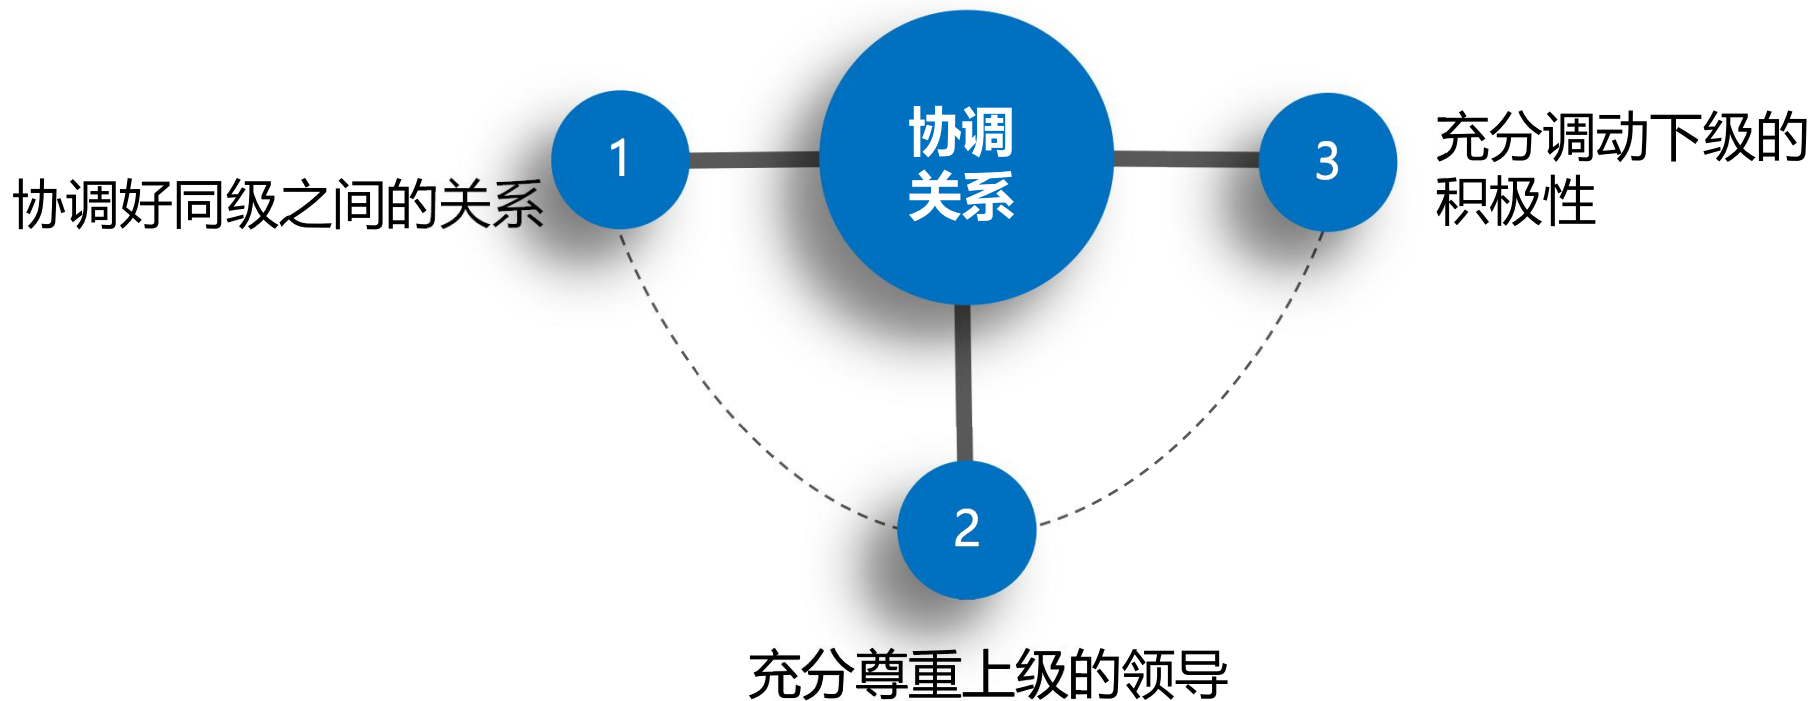 协调
关系
1
协调好同级之间的关系
2
充分尊重上级的领导
3
充分调动下级的
积极性